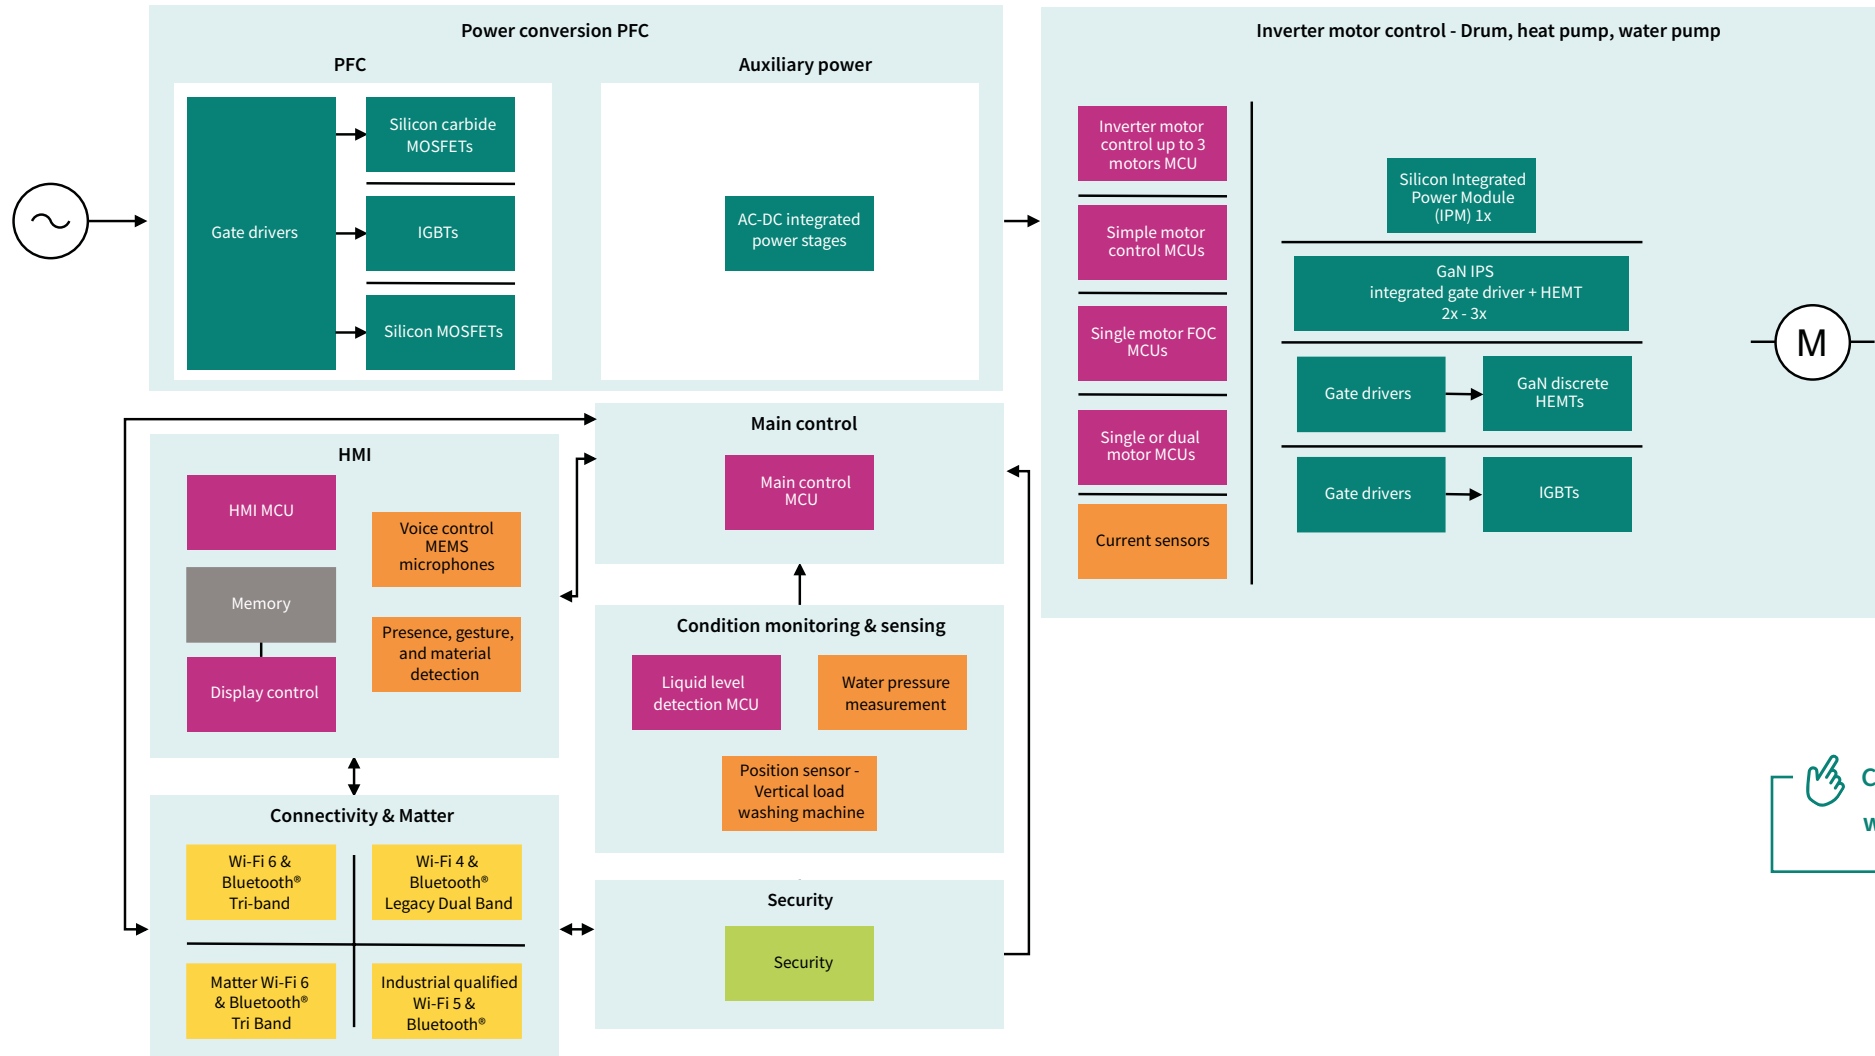 Power conversion PFC
PFC
Auxiliary power
Gate drivers
Silicon carbide
MOSFETs
IGBTs
Silicon MOSFETs
AC-DC integrated
power stages
Inverter motor control - Drum, heat pump, water pump
Inverter motor
control up to 3
motors MCU
Simple motor
control MCUs
Single motor FOC
MCUs
Single or dual
motor MCUs
Current sensors
Silicon Integrated
Power Module
(IPM) 1x
GaN IPS
integrated gate driver + HEMT
2x - 3x
Gate drivers
GaN discrete
HEMTs
Gate drivers
IGBTs
M
HMI
HMI MCU
Memory
Display control
Voice control
MEMS
microphones
Presence, gesture,
and material
detection
Main control
Main control
MCU
Condition monitoring & sensing
Liquid level
detection MCU
Water pressure
measurement
Position sensor -
Vertical load
washing machine
Connectivity & Matter
Wi-Fi 6 &
Bluetooth®
Tri-band
Wi-Fi 4 &
Bluetooth®
Legacy Dual Band
Matter Wi-Fi 6
& Bluetooth®
Tri Band
Industrial qualified
Wi-Fi 5 &
Bluetooth®
Security
Security